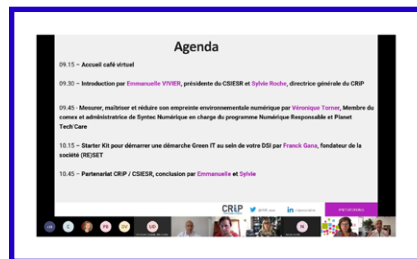 Agenda
09.15 – Accueil café virtuel
09.30 – Introduction par Emmanuelle VIVIER, présidente du CSIESR et Sylvie Roche, directrice générale du CRiP
09.45 - Mesurer, maîtriser et réduire son empreinte environnementale numérique par Véronique Torner, Membre du
comex et administratrice de Syntec Numérique en charge du programme Numérique Responsable et Planet
Tech'Care
10.15 – Starter Kit pour démarrer une démarche Green IT au sein de votre DSI par Franck Gana, fondateur de la
société (RE)SET
10.45 – Partenariat CRiP / CSIESR, conclusion par Emmanuelle et Sylvie
CRiP